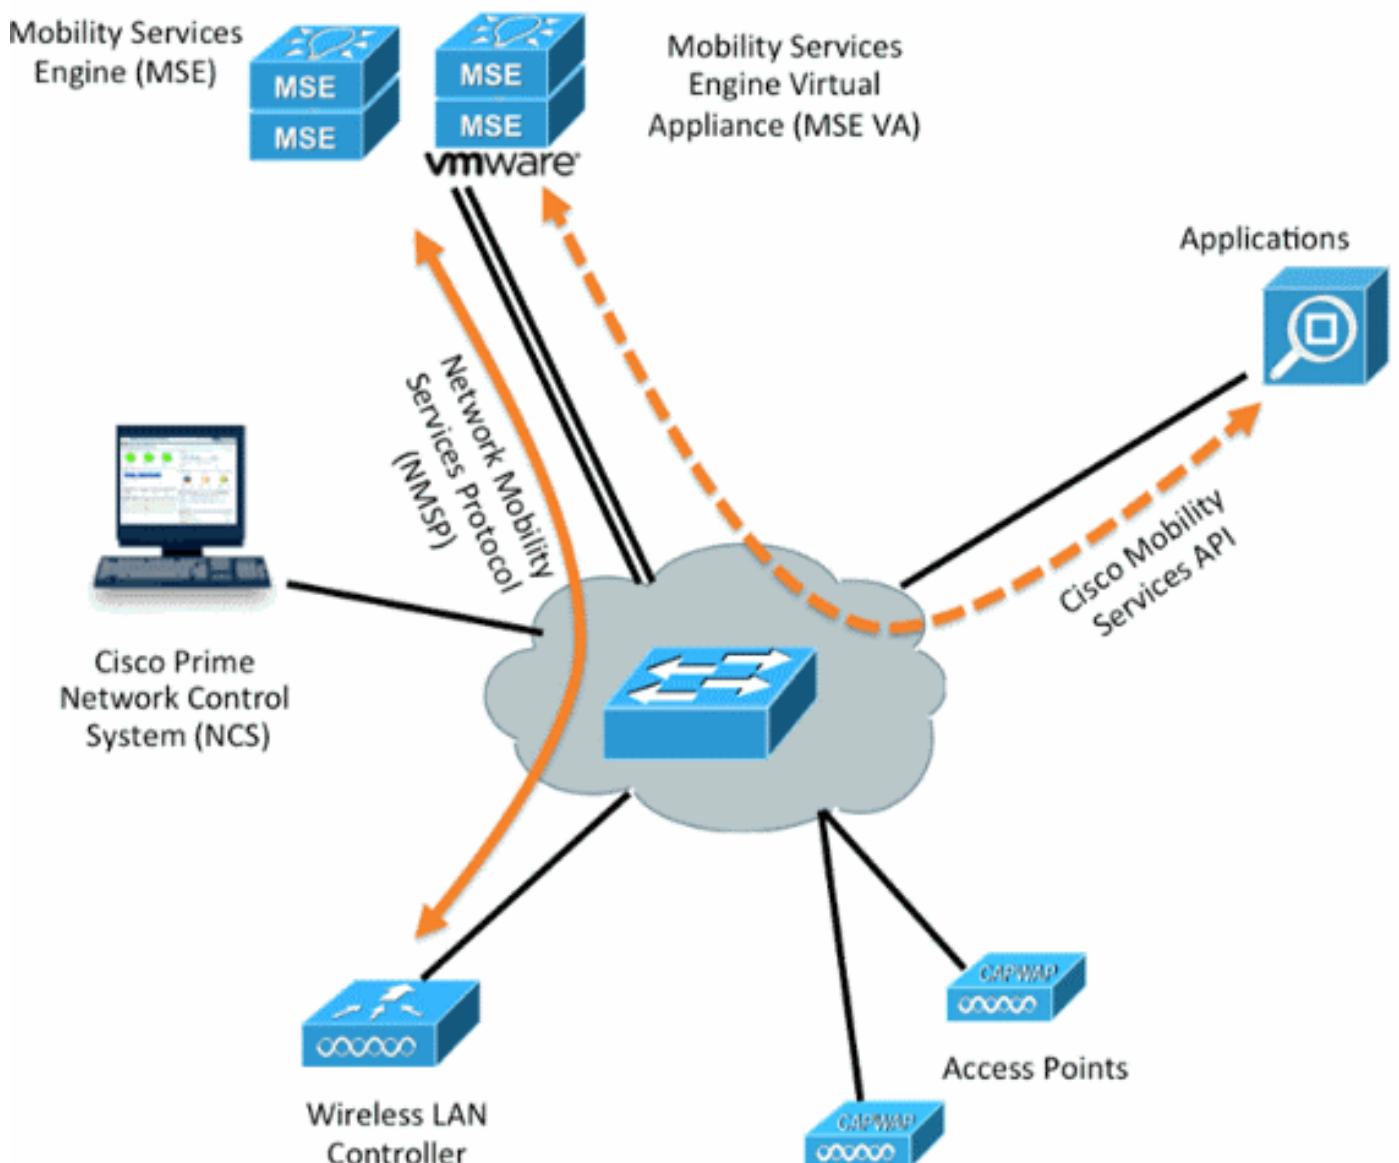 Mobility Services
Engine (MSE)
MSE
MSE
MSE
MSE
vmware
Mobility Services
Engine Virtual
Appliance (MSE VA)
Applications
Network Mobility
Services Protocol
(NMSP)
Cisco Mobility
Services API
Cisco Prime
Network Control
System (NCS)
CAPWAP
Access Points
CAPWAP
Wireless LAN
Controller